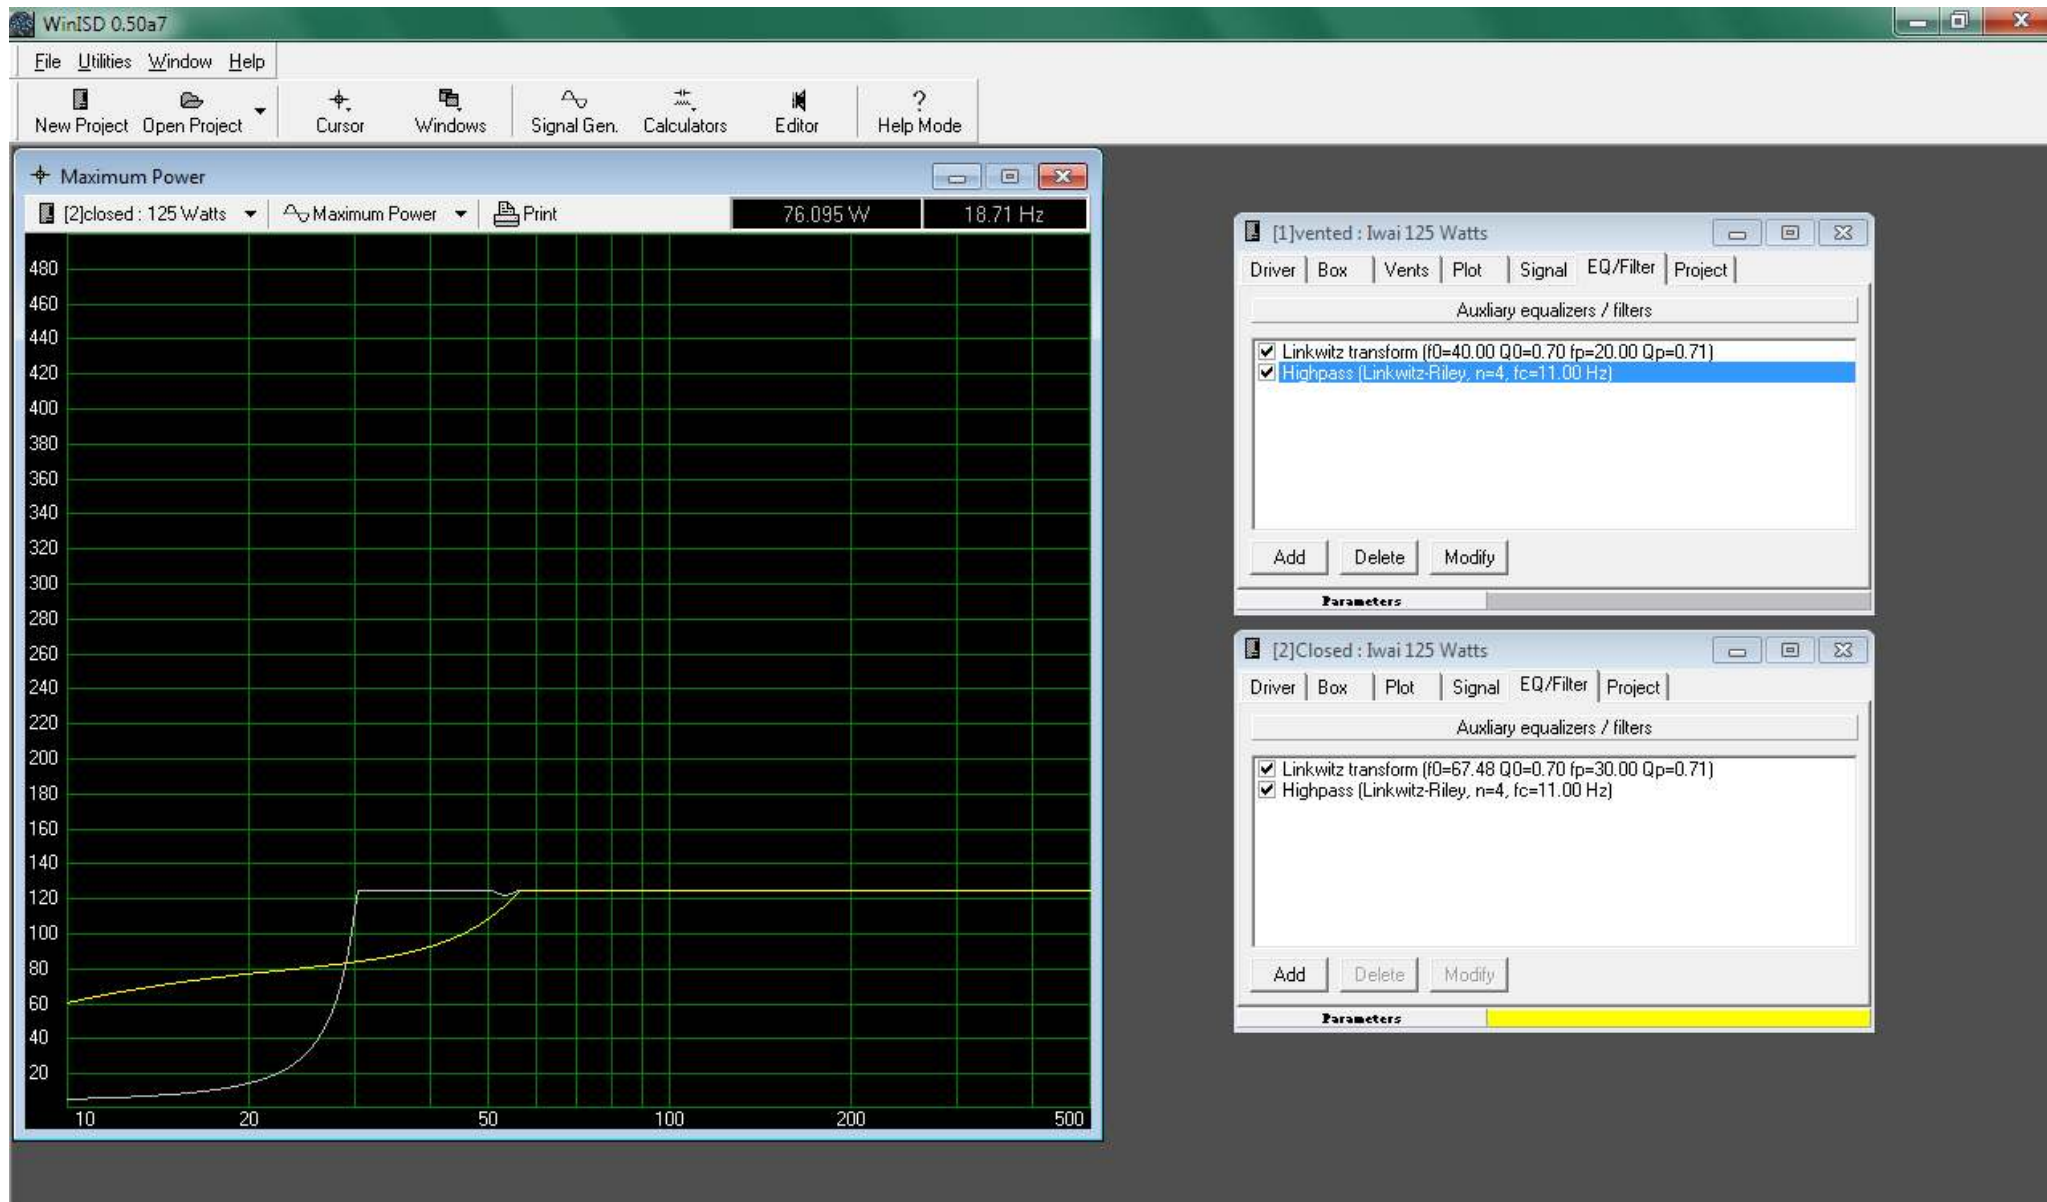 WinISD 0.50a7
File Utilities Window Help
New Project Open Project Cursor Windows Signal Gen. Calculators Editor ? Help Mode
Maximum Power
[2]closed : 125 Watts Maximum Power Print 76.095 W 18.71 Hz
480
460
440
420
400
380
360
340
320
300
280
260
240
220
200
180
160
140
120
100
80
60
40
20
10 20 50 100 200 500
[1]vented : Iwai 125 Watts
Driver Box Vents Plot Signal EQ/Filter Project
Auxliary equalizers / filters
Linkwitz transform (f0=40.00 Q0=0.70 fp=20.00 Qp=0.71)
Highpass (Linkwitz-Riley, n=4, fc=11.00 Hz)
Add Delete Modify
Parameters
[2]Closed : Iwai 125 Watts
Driver Box Plot Signal EQ/Filter Project
Auxliary equalizers / filters
Linkwitz transform (f0=67.48 Q0=0.70 fp=30.00 Qp=0.71)
Highpass (Linkwitz-Riley, n=4, fc=11.00 Hz)
Add Delete Modify
Parameters